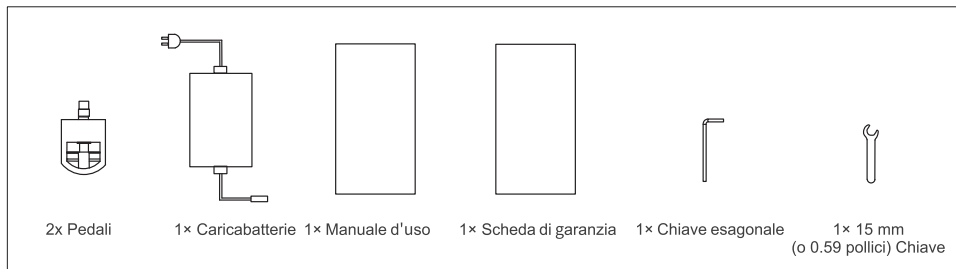 2x Pedali
1× Caricabatterie
1× Manuale d'uso
1× Scheda di garanzia
1× Chiave esagonale
1× 15 mm
(o 0.59 pollici) Chiave